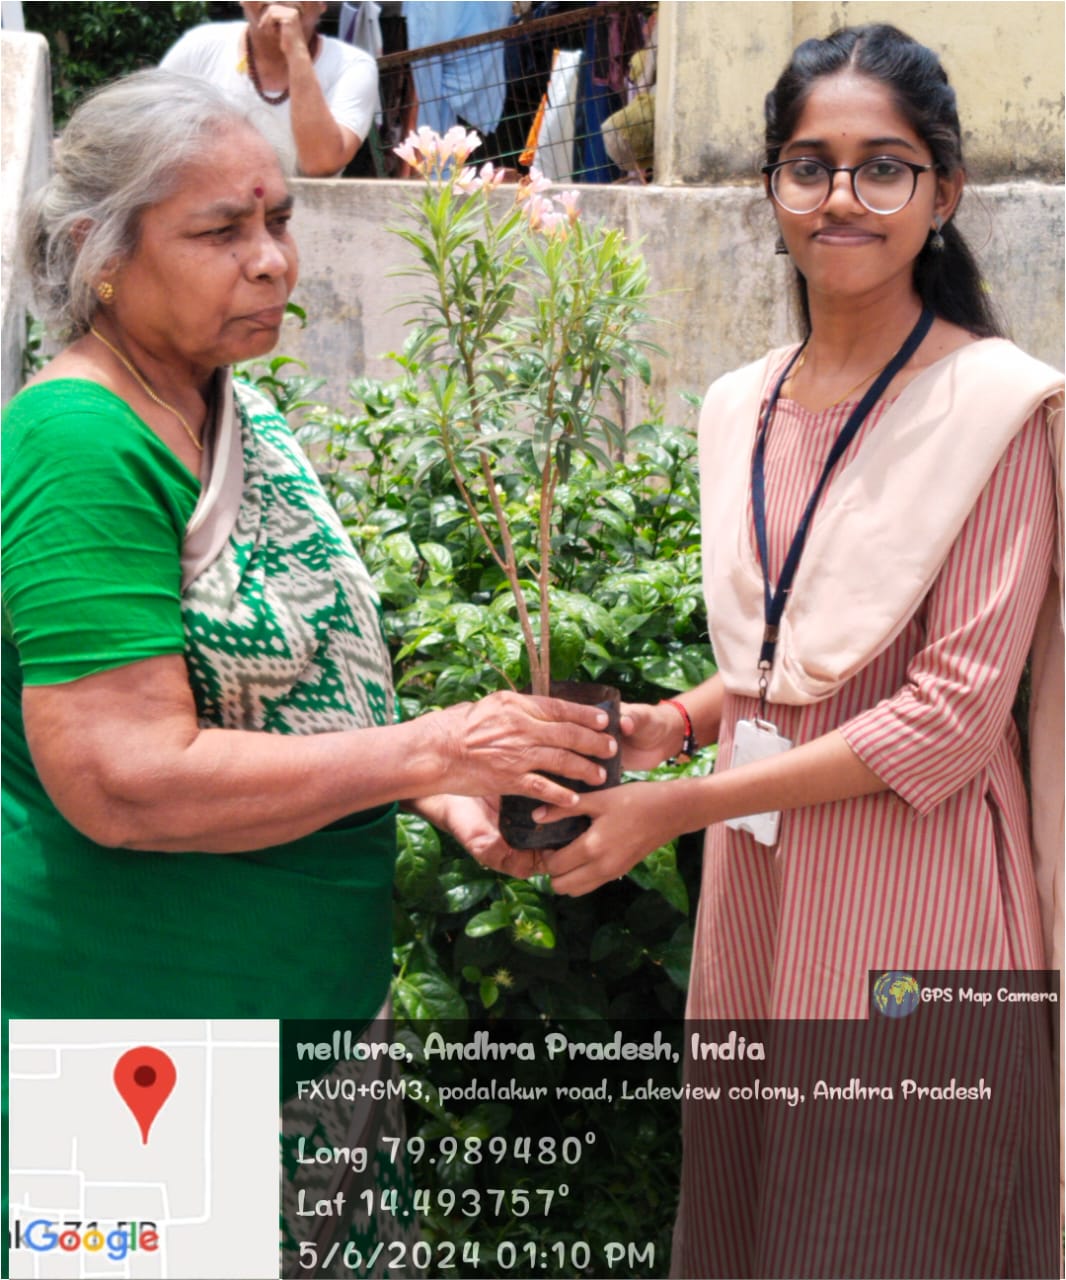 GPS Map Camera
nellore, Andhra Pradesh, India
FXVQ+GM3, podalakur road, Lakeview colony, Andhra Pradesh
Long 79.989480°
Lat 14.493757°
5/6/2024 01:10 PM
Google